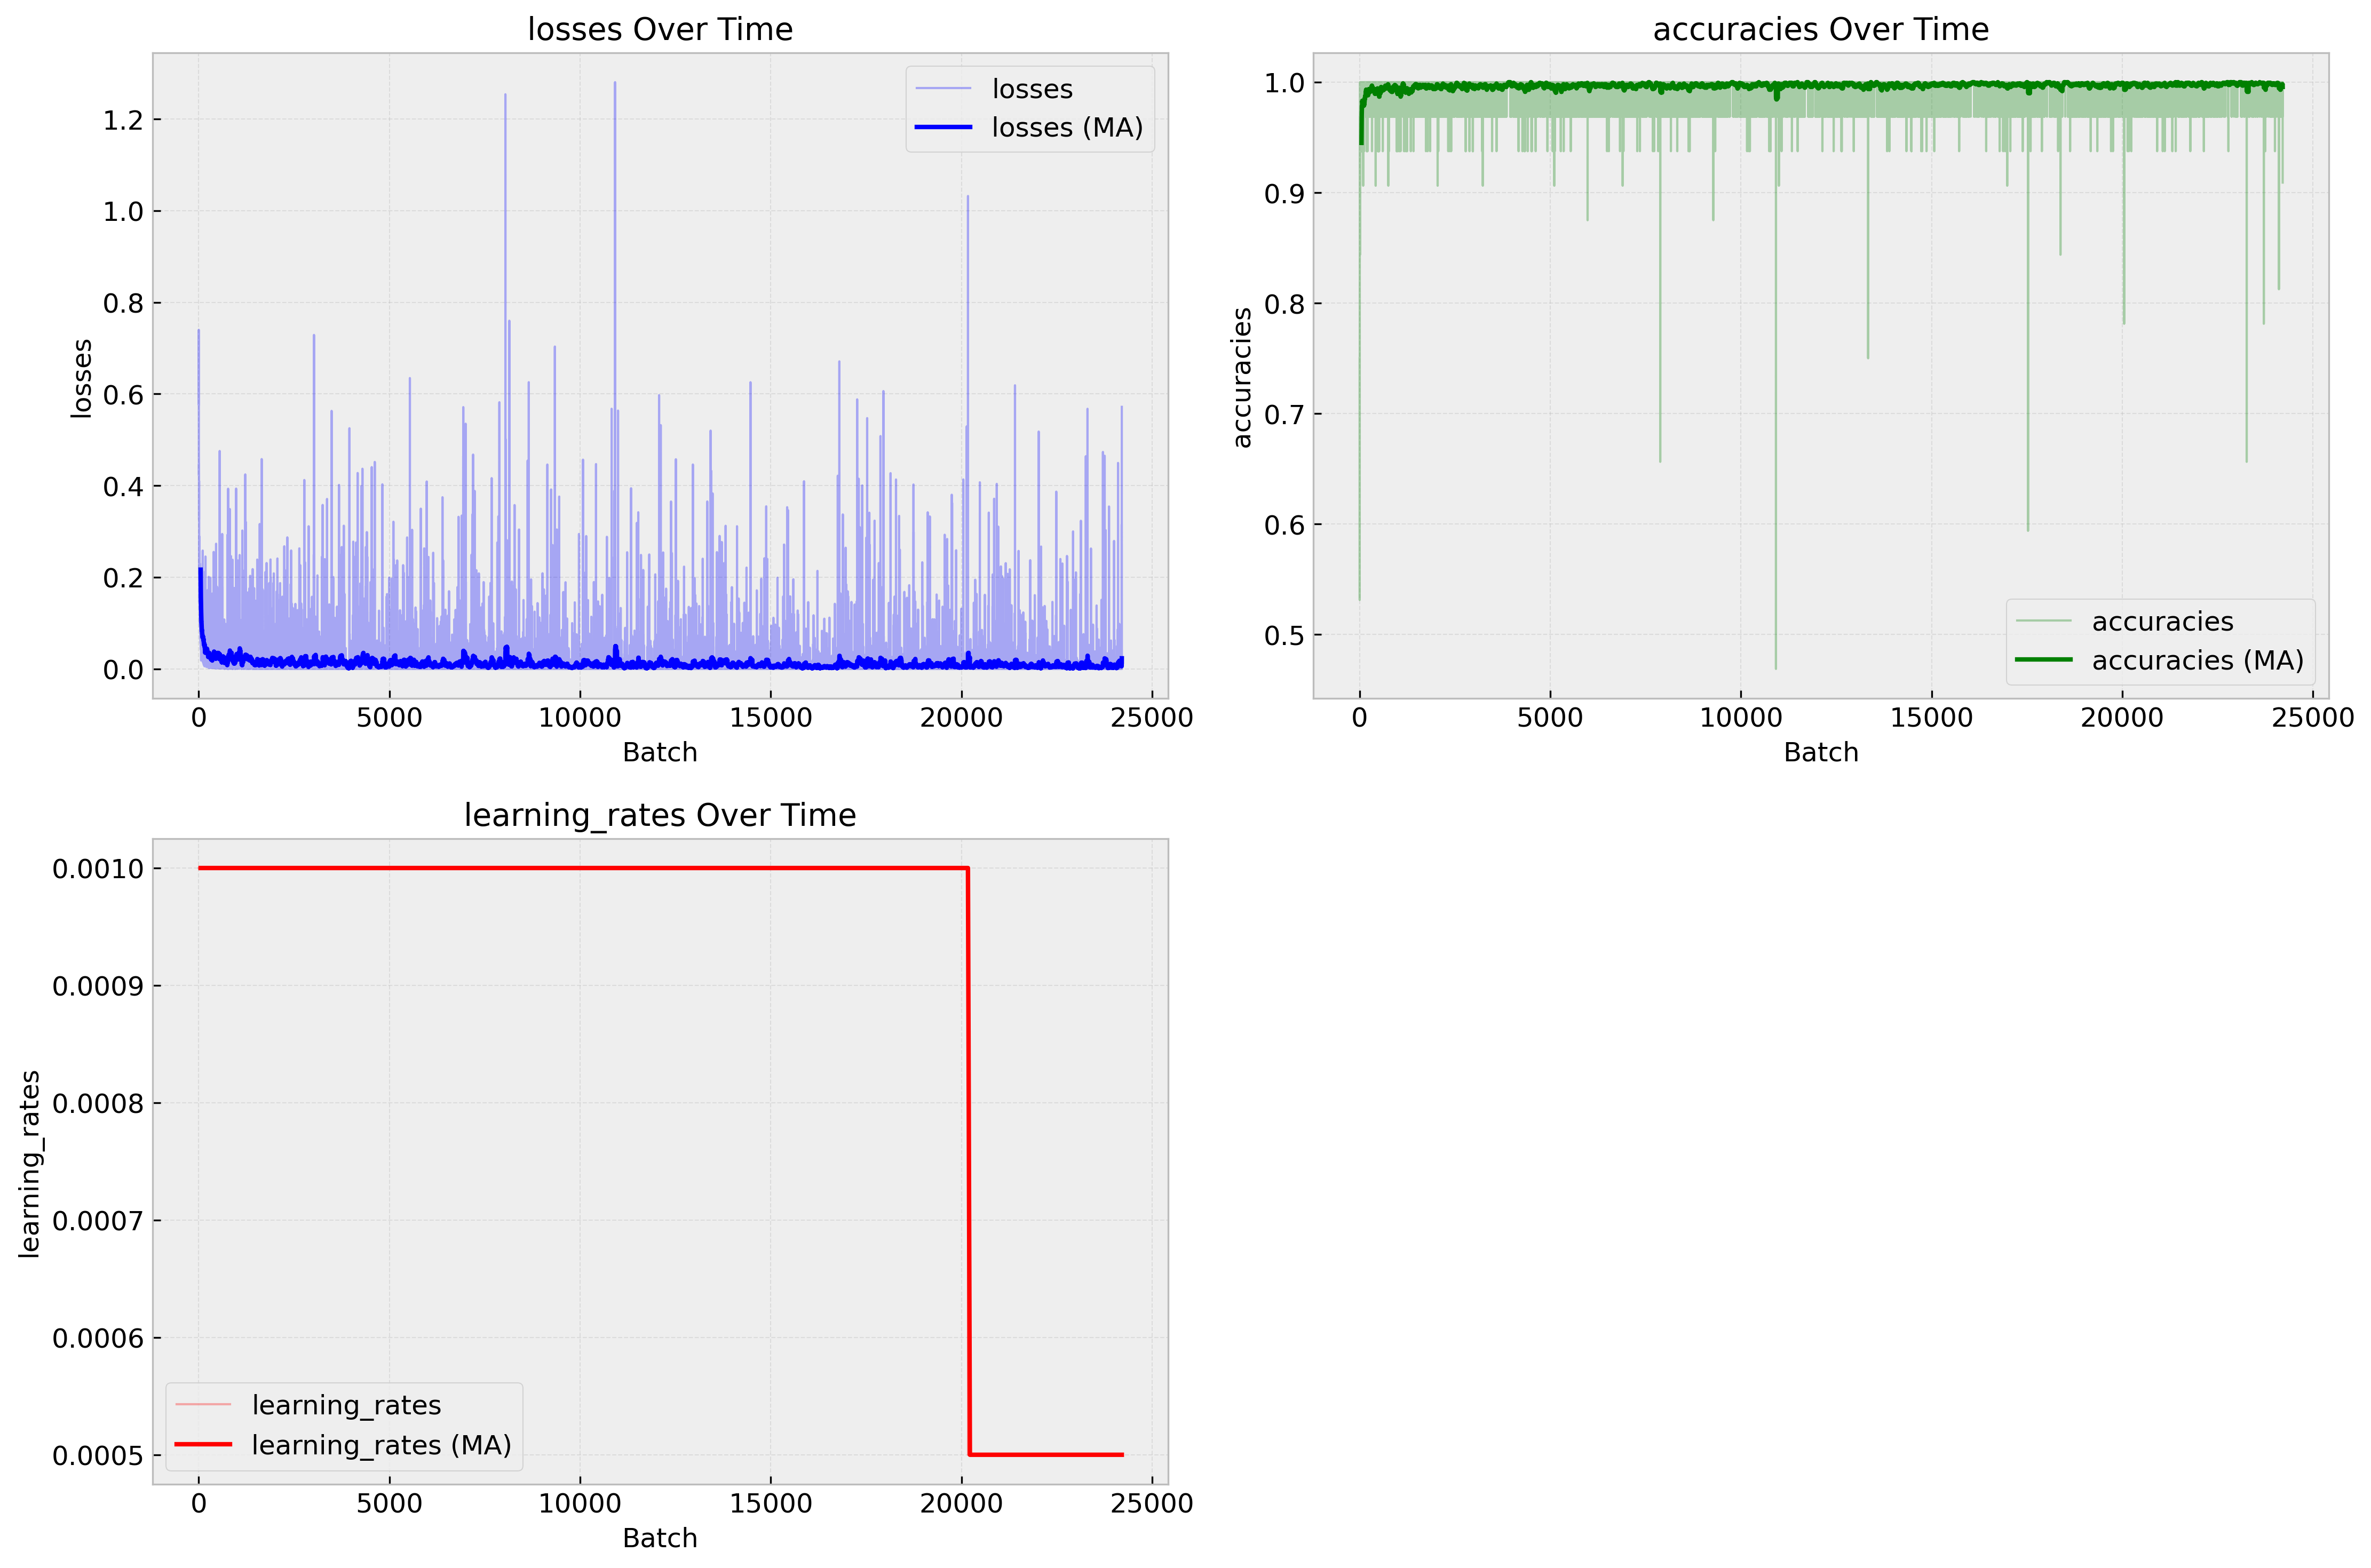 losses Over Time
losses
1.2
1.0
0.8
0.6
0.4
0.2
0.0
losses
losses (MA)
0 5000 10000 15000 20000 25000
Batch
accuracies Over Time
accuracies
1.0
0.9
0.8
0.7
0.6
0.5
accuracies
accuracies (MA)
0 5000 10000 15000 20000 25000
Batch
learning_rates Over Time
learning_rates
0.0010
0.0009
0.0008
0.0007
0.0006
0.0005
learning_rates
learning_rates (MA)
0 5000 10000 15000 20000 25000
Batch